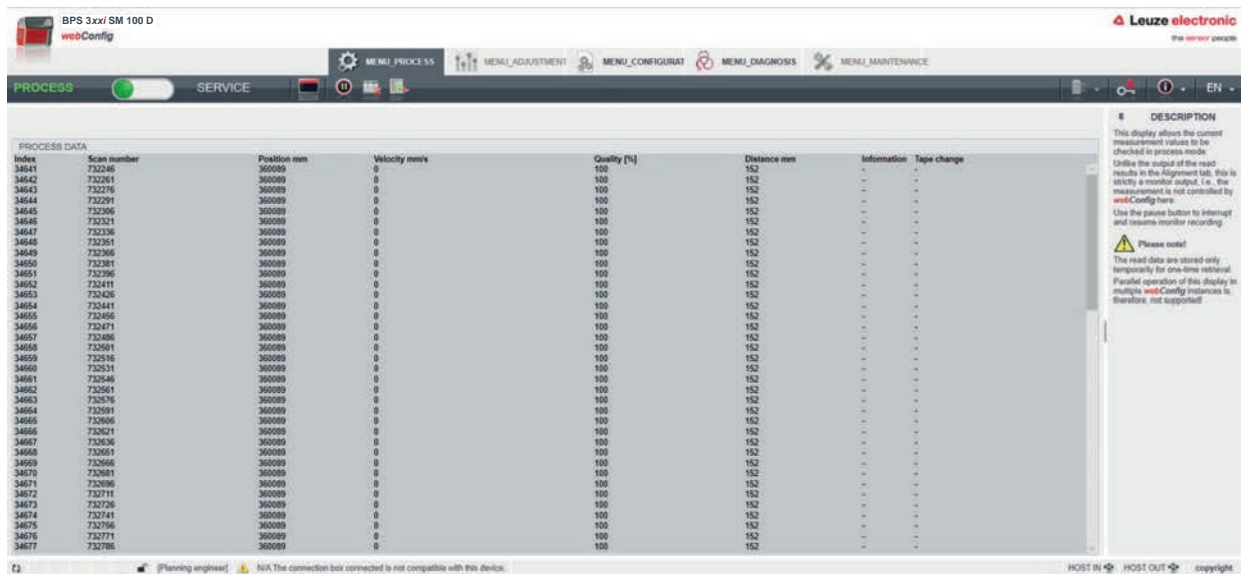 BPS 3xxi SM 100 D
webConfig
Leuze electronic
the sensor people
MENU_PROCESS MENU_ADJUSTMENT MENU_CONFIGURAT MENU_DIAGNOSIS MENU_MAINTENANCE
PROCESS SERVICE EN
PROCESS DATA
Index Scan number Position mm Velocity mm/s Quality [%] Distance mm Information Tape change
34641 732246 360089 0 100 152 - -
34642 732261 360089 0 100 152 - -
34643 732276 360089 0 100 152 - -
34644 732291 360089 0 100 152 - -
34645 732306 360089 0 100 152 - -
34646 732321 360089 0 100 152 - -
34647 732336 360089 0 100 152 - -
34648 732351 360089 0 100 152 - -
34649 732366 360089 0 100 152 - -
34650 732381 360089 0 100 152 - -
34651 732396 360089 0 100 152 - -
34652 732411 360089 0 100 152 - -
34653 732426 360089 0 100 152 - -
34654 732441 360089 0 100 152 - -
34655 732456 360089 0 100 152 - -
34656 732471 360089 0 100 152 - -
34657 732486 360089 0 100 152 - -
34658 732501 360089 0 100 152 - -
34659 732516 360089 0 100 152 - -
34660 732531 360089 0 100 152 - -
34661 732546 360089 0 100 152 - -
34662 732561 360089 0 100 152 - -
34663 732576 360089 0 100 152 - -
34664 732591 360089 0 100 152 - -
34665 732606 360089 0 100 152 - -
34666 732621 360089 0 100 152 - -
34667 732636 360089 0 100 152 - -
34668 732651 360089 0 100 152 - -
34669 732666 360089 0 100 152 - -
34670 732681 360089 0 100 152 - -
34671 732696 360089 0 100 152 - -
34672 732711 360089 0 100 152 - -
34673 732726 360089 0 100 152 - -
34674 732741 360089 0 100 152 - -
34675 732756 360089 0 100 152 - -
34676 732771 360089 0 100 152 - -
34677 732786 360089 0 100 152 - -
DESCRIPTION
This display allows the current
measurement values to be
checked in process mode.
Unlike the output of the read
results in the Alignment tab, this is
strictly a monitor output, i.e., the
measurement is not controlled by
webConfig here.
Use the pause button to interrupt
and resume monitor recording.
Please note!
The read data are stored only
temporarily for one-time retrieval
Parallel operation of this display in
multiple webConfig instances is,
therefore, not supported!
[Planning engineer] N/A The connection box connected is not compatible with this device.
HOST IN HOST OUT copyright